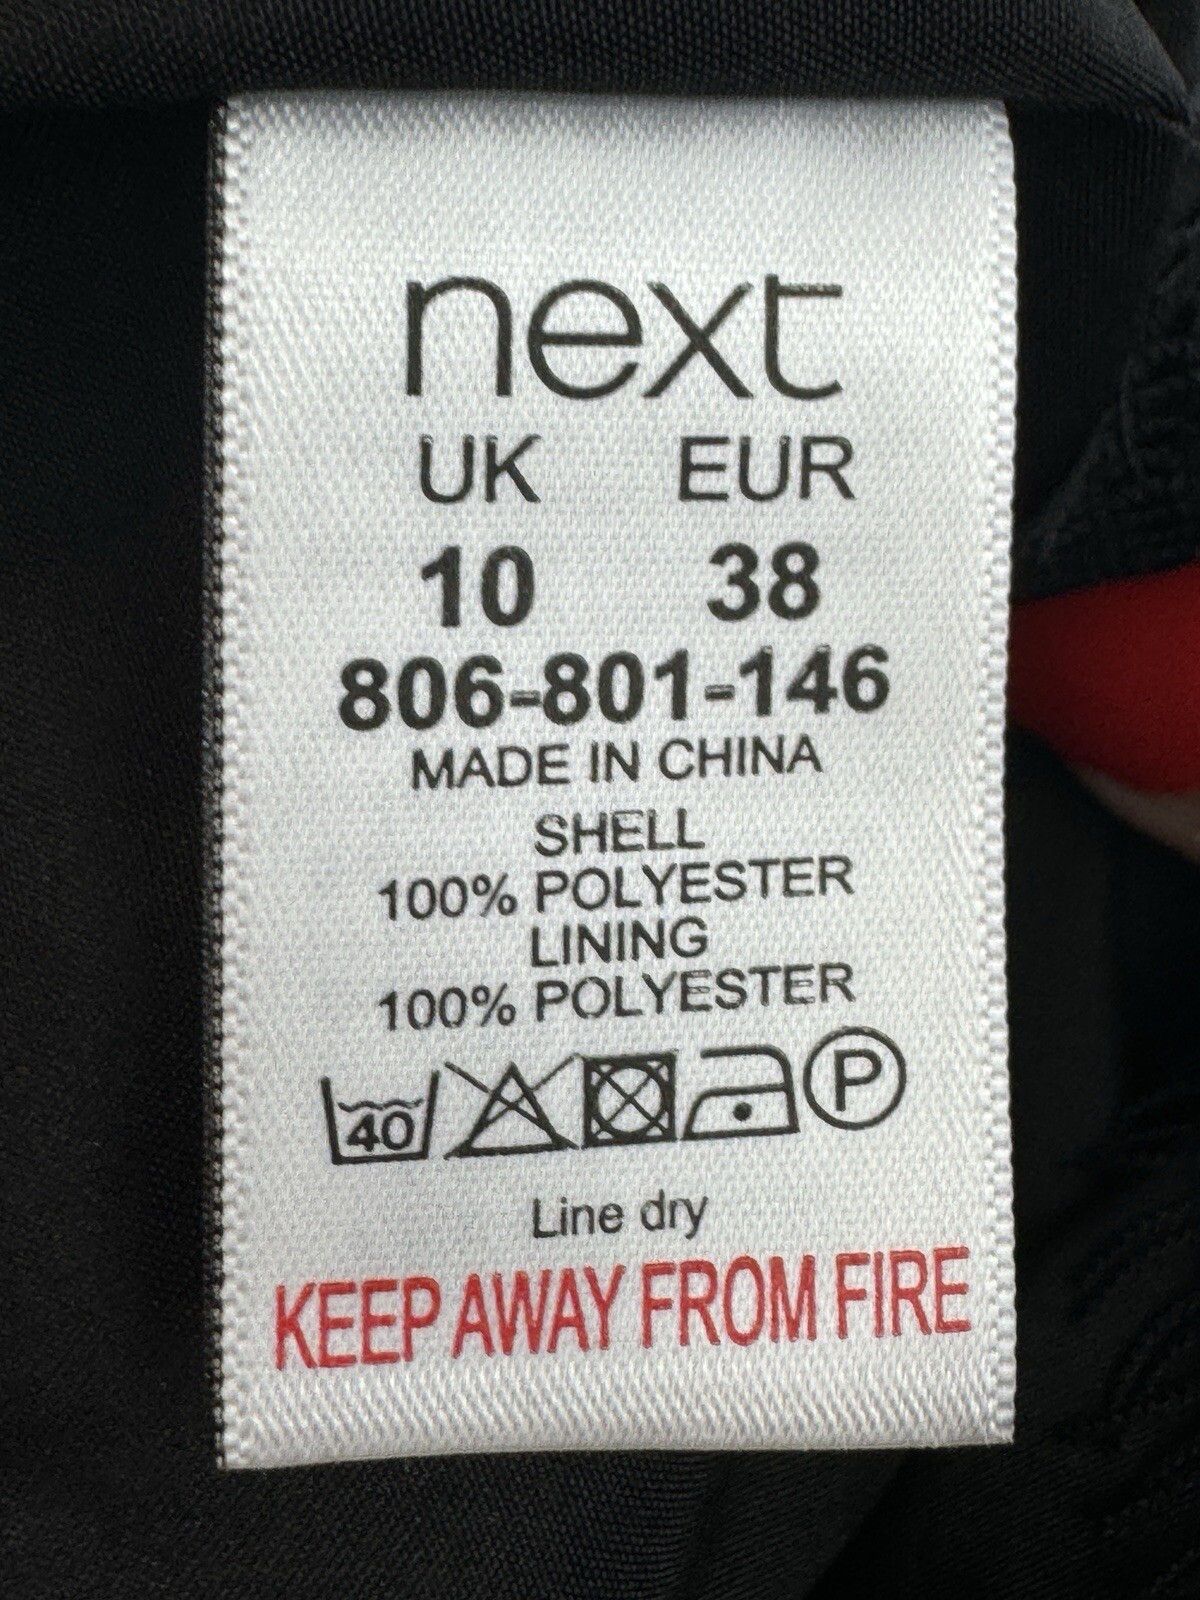 next
UK EUR
10 38
806-801-146
MADE IN CHINA
SHELL
100% POLYESTER
LINING
100% POLYESTER
40 P
Line dry
KEEP AWAY FROM FIRE